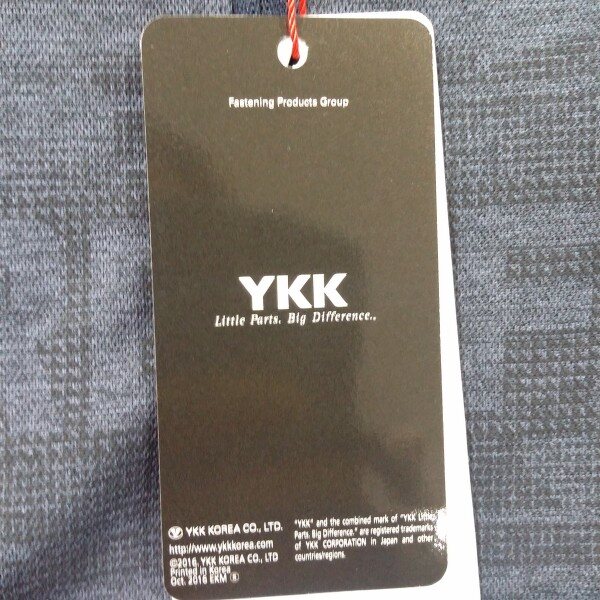 Fastening Products Group
YKK
Little Parts. Big Difference.
YKK KOREA CO., LTD.
http://www.ykkkorea.com
©2016, YKK KOREA CO., LTD
Printed in Korea
Oct. 2016 EKM ®
"YKK" and the combined mark of "YKK Little
Parts. Big Difference." are registered trademarks
of YKK CORPORATION in Japan and other
countries/regions.